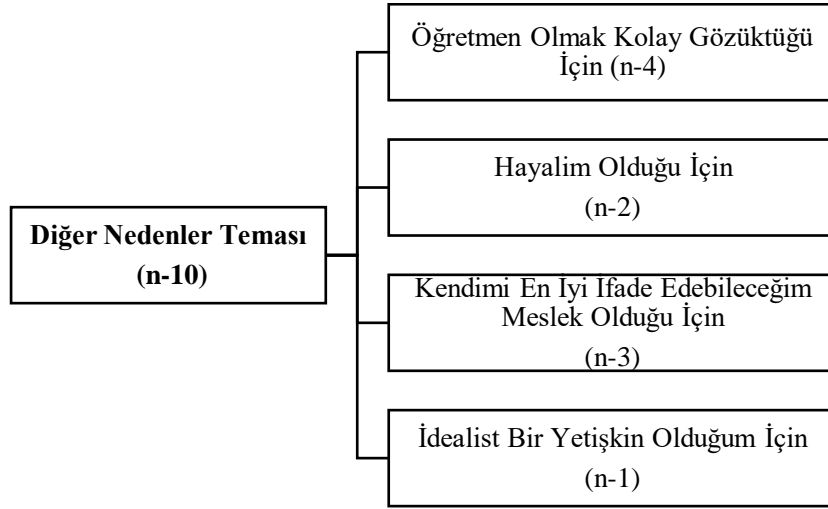 Öğretmen Olmak Kolay Gözüktüğü
İçin (n-4)
Hayalim Olduğu İçin
(n-2)
Diğer Nedenler Teması
(n-10)
Kendimi En İyi İfade Edebileceğim
Meslek Olduğu İçin
(n-3)
İdealist Bir Yetişkin Olduğum İçin
(n-1)